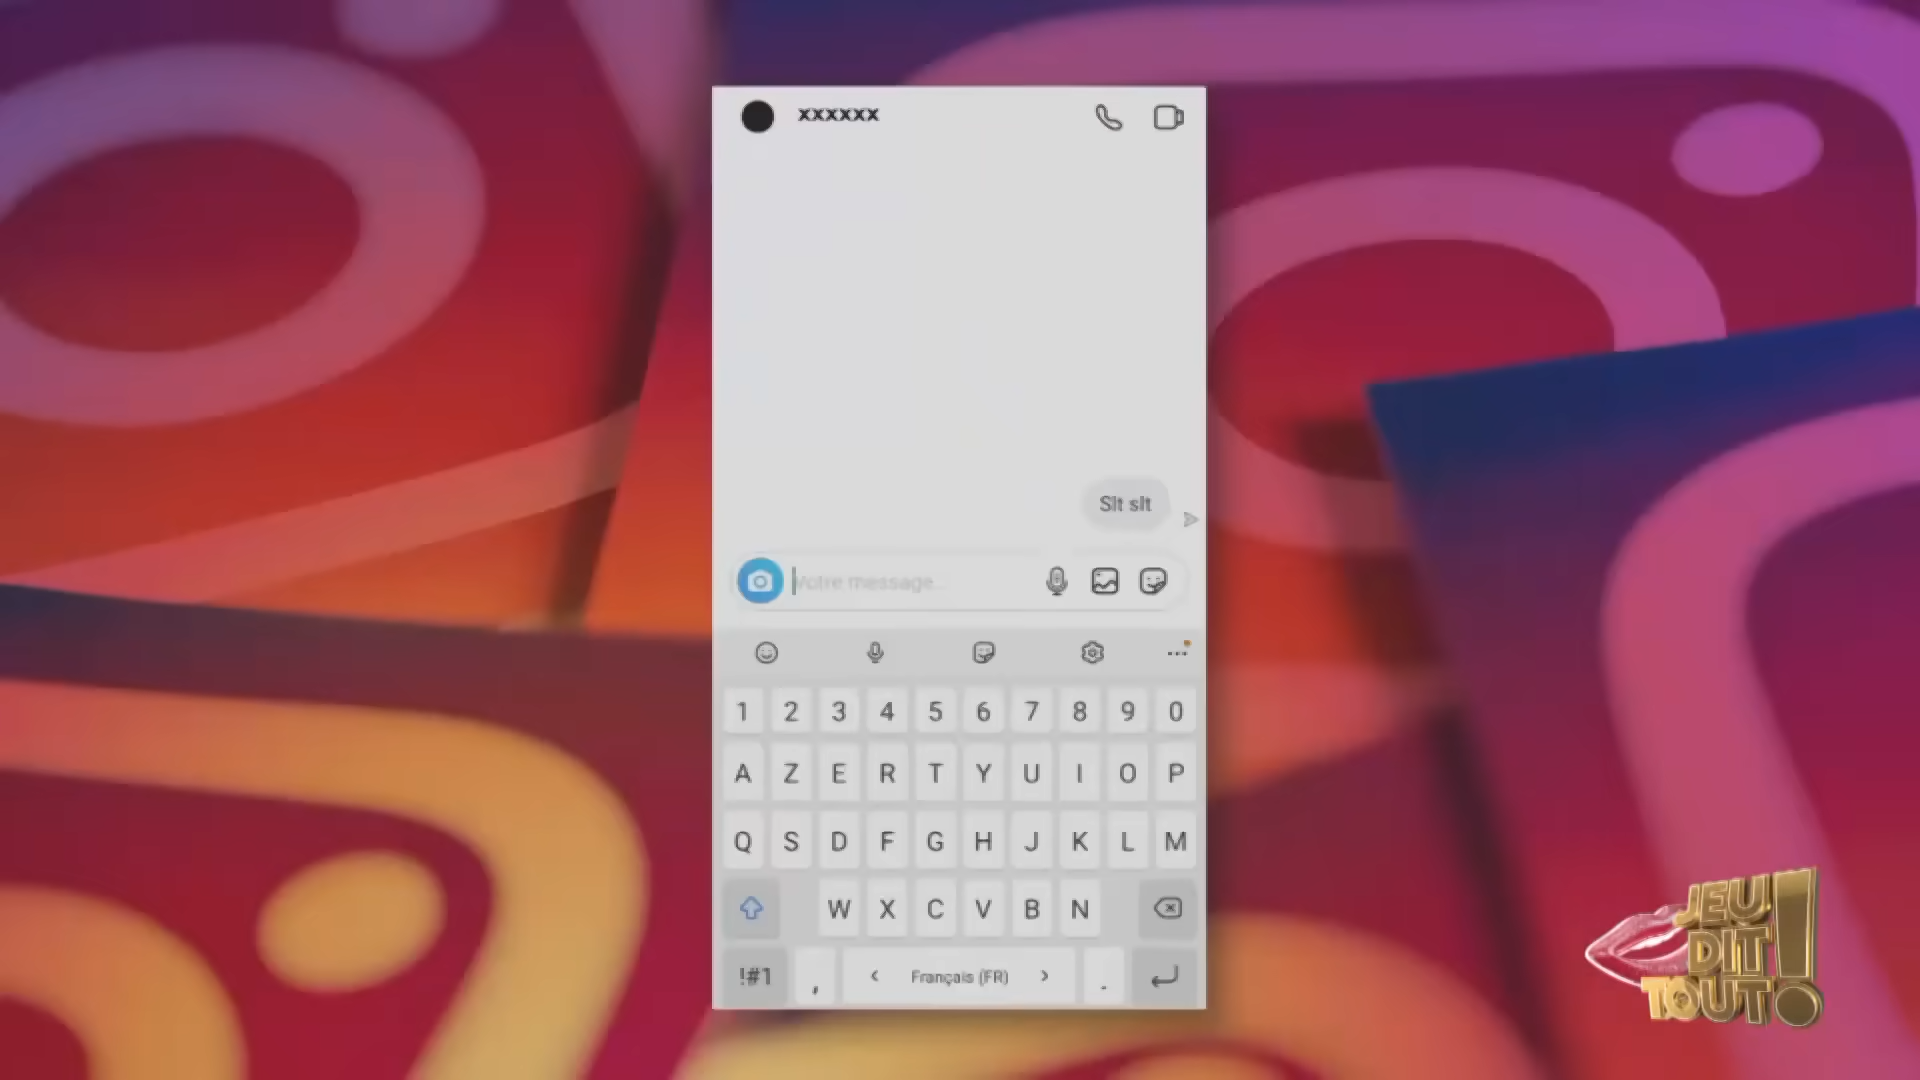 xxxxxx
Slt slt
Votre message...
1 2 3 4 5 6 7 8 9 0
A Z E R T Y U I O P
Q S D F G H J K L M
W X C V B N
!#1 , < Français (FR) > .
JEU
DIT
TOUT!